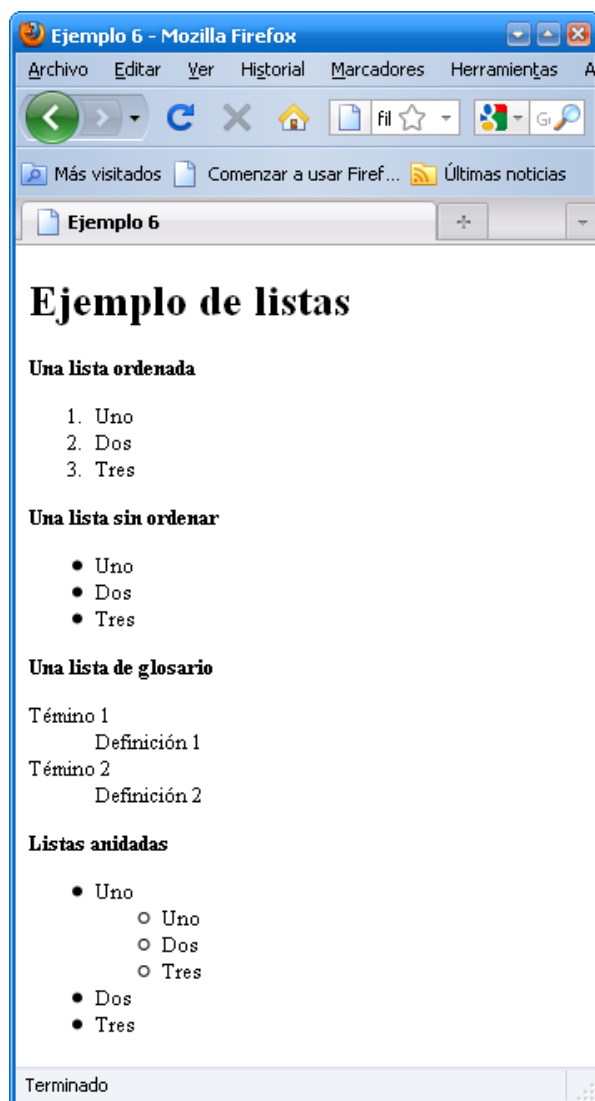 Ejemplo 6 - Mozilla Firefox
Archivo Editar Ver Historial Marcadores Herramientas A
fil
Más visitados Comenzar a usar Firef... Últimas noticias
Ejemplo 6
Ejemplo de listas
Una lista ordenada
1. Uno
2. Dos
3. Tres
Una lista sin ordenar
● Uno
● Dos
● Tres
Una lista de glosario
Témino 1
Definición 1
Témino 2
Definición 2
Listas anidadas
● Uno
○ Uno
○ Dos
○ Tres
● Dos
● Tres
Terminado